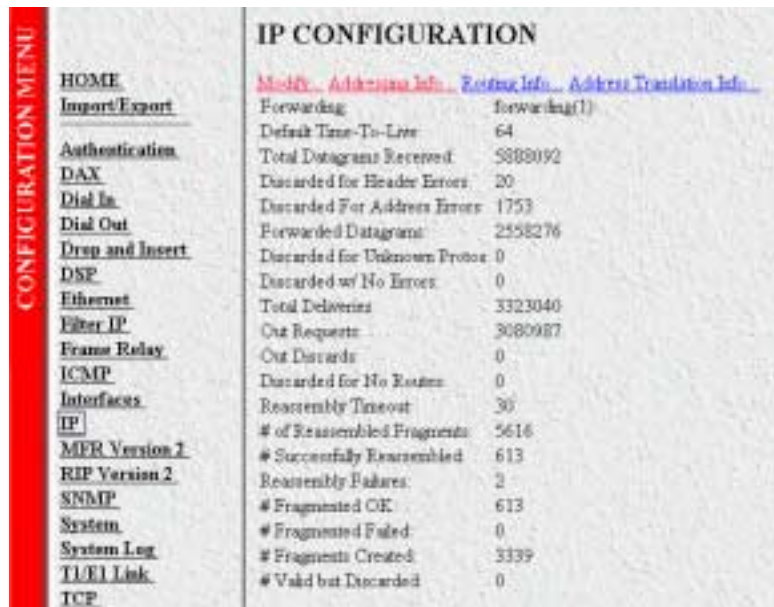 CONFIGURATION MENU
HOME
Import/Export
Authentication
DAX
Dial In
Dial Out
Drop and Insert
DSP
Ethernet
Filter IP
Frame Relay
ICMP
Interfaces
IP
MFR Version 2
RIP Version 2
SNMP
System
System Log
T1/E1 Link
TCP
IP CONFIGURATION
Modify... Addressing Info... Routing Info... Address Translation Info...
Forwarding: forwarding(1)
Default Time-To-Live: 64
Total Datagrams Received: 5888092
Discarded for Header Errors: 20
Discarded For Address Errors: 1753
Forwarded Datagrams: 2558276
Discarded for Unknown Protos: 0
Discarded w/ No Errors: 0
Total Deliveries: 3323040
Out Requests: 3080987
Out Discards: 0
Discarded for No Routes: 0
Reassembly Timeout: 30
# of Reassembled Fragments: 5616
# Successfully Reassembled: 613
Reassembly Failures: 2
# Fragmented OK: 613
# Fragmented Failed: 0
# Fragments Created: 3339
# Valid but Discarded: 0